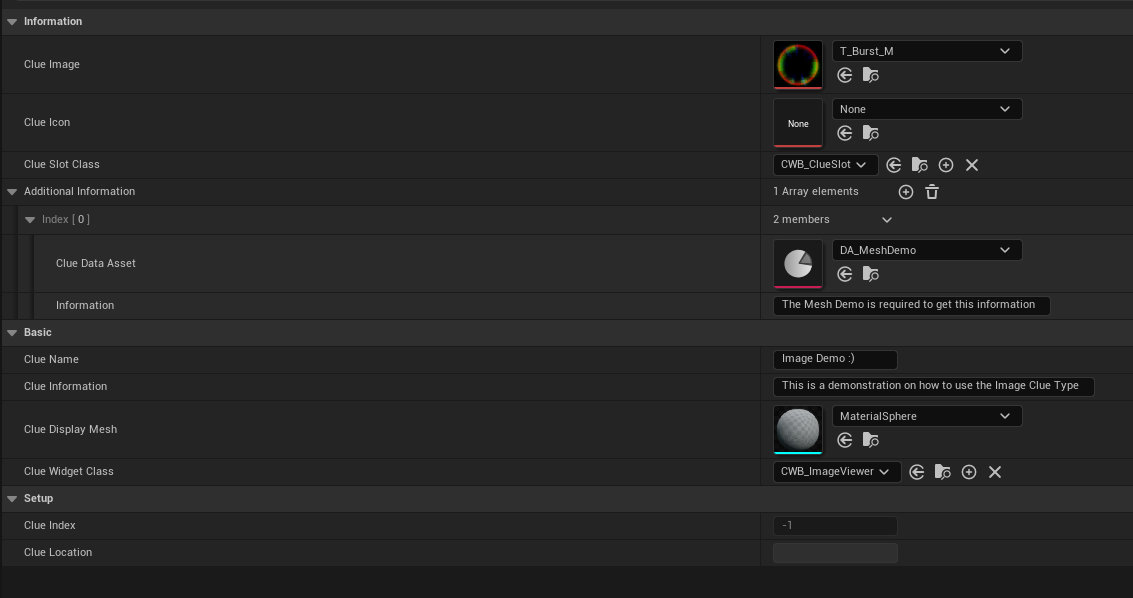 Information
Clue Image
T_Burst_M
Clue Icon
None
None
Clue Slot Class
CWB_ClueSlot
Additional Information
1 Array elements
Index [ 0 ]
2 members
Clue Data Asset
DA_MeshDemo
Information
The Mesh Demo is required to get this information
Basic
Clue Name
Image Demo :)
Clue Information
This is a demonstration on how to use the Image Clue Type
Clue Display Mesh
MaterialSphere
Clue Widget Class
CWB_ImageViewer
Setup
Clue Index
-1
Clue Location